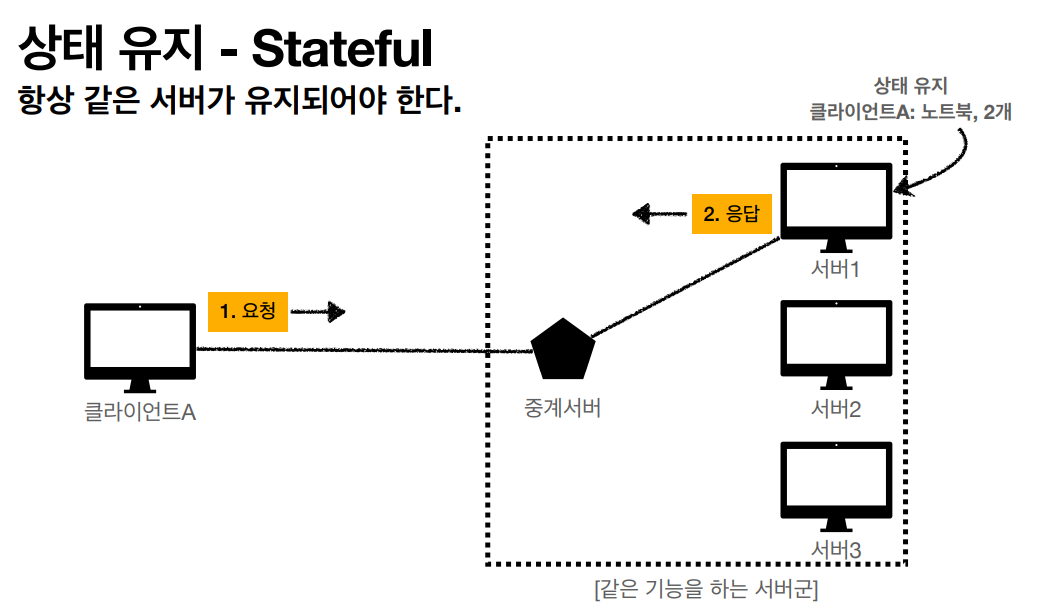 상태 유지 - Stateful
항상 같은 서버가 유지되어야 한다.
상태 유지
클라이언트A: 노트북, 2개
2. 응답
서버1
1. 요청
클라이언트A
중계서버
서버2
서버3
[같은 기능을 하는 서버군]